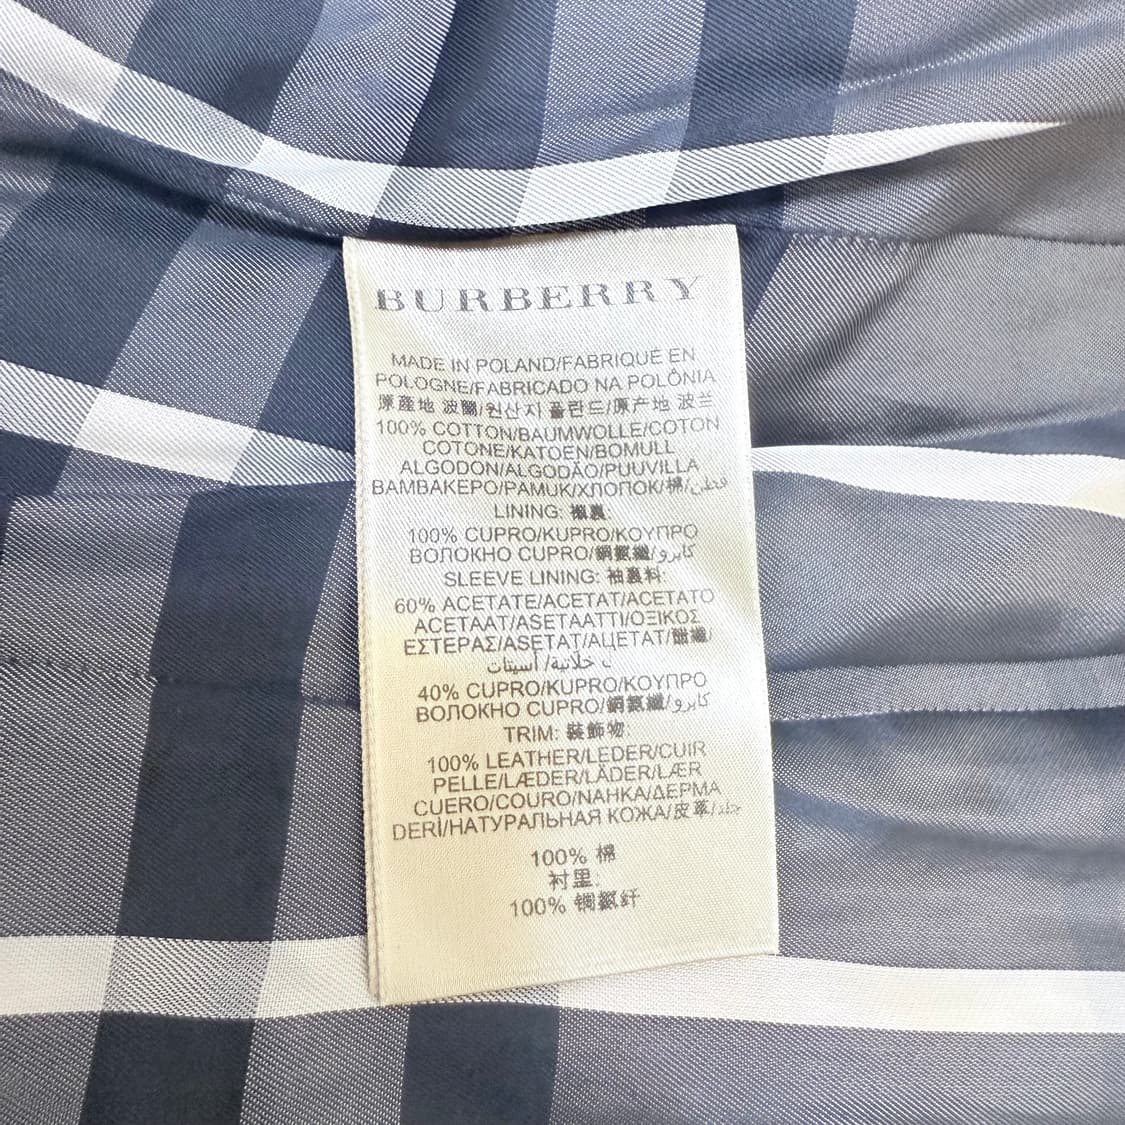 BURBERRY
MADE IN POLAND/FABRIQUÉ EN
POLOGNE/FABRICADO NA POLÔNIA
原產地 波蘭/원산지 폴란드/原产地 波兰
100% COTTON/BAUMWOLLE/COTON
COTONE/KATOEN/BOMULL
ALGODON/ALGODÃO/PUUVILLA
ΒΑΜΒΑΚΕΡΟ/PAMUK/ХЛОПОК/棉/قطن
LINING: 襯裏:
100% CUPRO/KUPRO/ΚΟΥΠΡΟ
ВОЛОКНО CUPRO/銅氨纖/كابرو
SLEEVE LINING: 袖裏料:
60% ACETATE/ACETAT/ACETATO
ACETAAT/ASETAATTI/ΟΞΙΚΟΣ
ΕΣΤΕΡΑΣ/ASETAT/АЦЕТАТ/醋纖/
خلاتية/ أسيتات
40% CUPRO/KUPRO/ΚΟΥΠΡΟ
ВОЛОКНО CUPRO/銅氨纖/كابرو
TRIM: 裝飾物:
100% LEATHER/LEDER/CUIR
PELLE/LÆDER/LÄDER/LÆR
CUERO/COURO/NAHKA/ΔΕΡΜΑ
DERİ/НАТУРАЛЬНАЯ КОЖА/皮革/جلد
100% 棉
衬里:
100% 铜氨纤